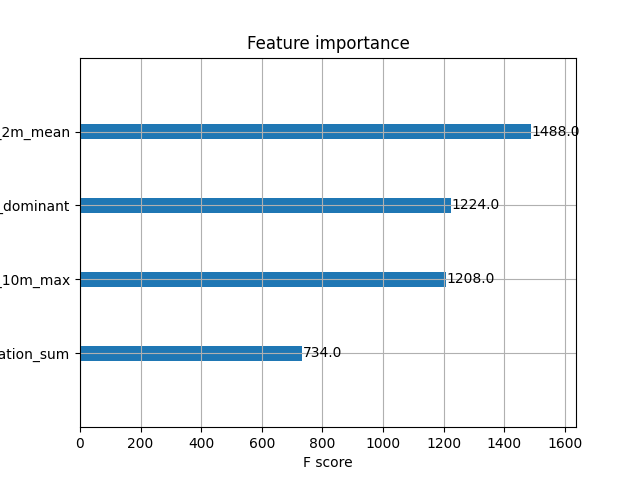 Feature importance
_2m_mean
1488.0
_dominant
1224.0
_10m_max
1208.0
ation_sum
734.0
0 200 400 600 800 1000 1200 1400 1600
F score